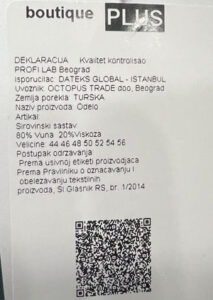 boutique PLUS
DEKLARACIJA Kvalitet kontrolisao
PROFI LAB Beograd
isporucilac: DATEKS GLOBAL - ISTANBUL
Uvoznik: OCTOPUS TRADE doo, Beograd
Zemlja porekla: TURSKA
Naziv proizvoda: Odelo
Artikal:
Sirovinski sastav:
80% Vuna 20%Viskoza
Velicine: 44 46 48 50 52 54 56
Postupak odrzavanja
Prema usivnoj etiketi proizvodjaca
Prema Pravilniku o oznacavanju i
obelezavanju tekstilnih
proizvoda, Sl.Glasnik RS, br. 1/2014